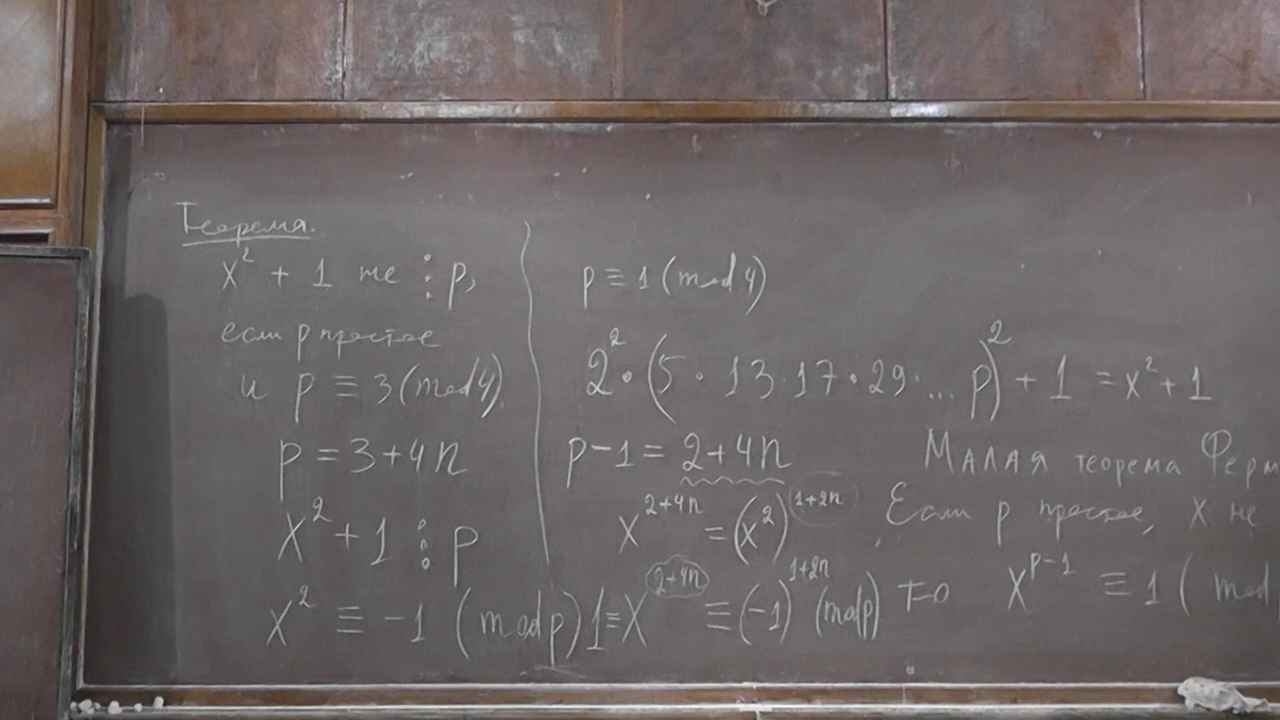 Теорема.
x² + 1 не ⋮ p,
если p простое
и p ≡ 3 (mod 4).
p = 3 + 4n
x² + 1 ⋮ p
x² ≡ -1 (mod p)
p ≡ 1 (mod 4)
2² · (5 · 13 · 17 · 29 · ... p)² + 1 = x² + 1
p - 1 = 2 + 4n
x^{2+4n} = (x²)^{1+2n}
1 ≡ x^{2+4n} ≡ (-1)^{1+2n} (mod p)
Малая теорема Ферм
Если p простое, x не
то x^{p-1} ≡ 1 (mod